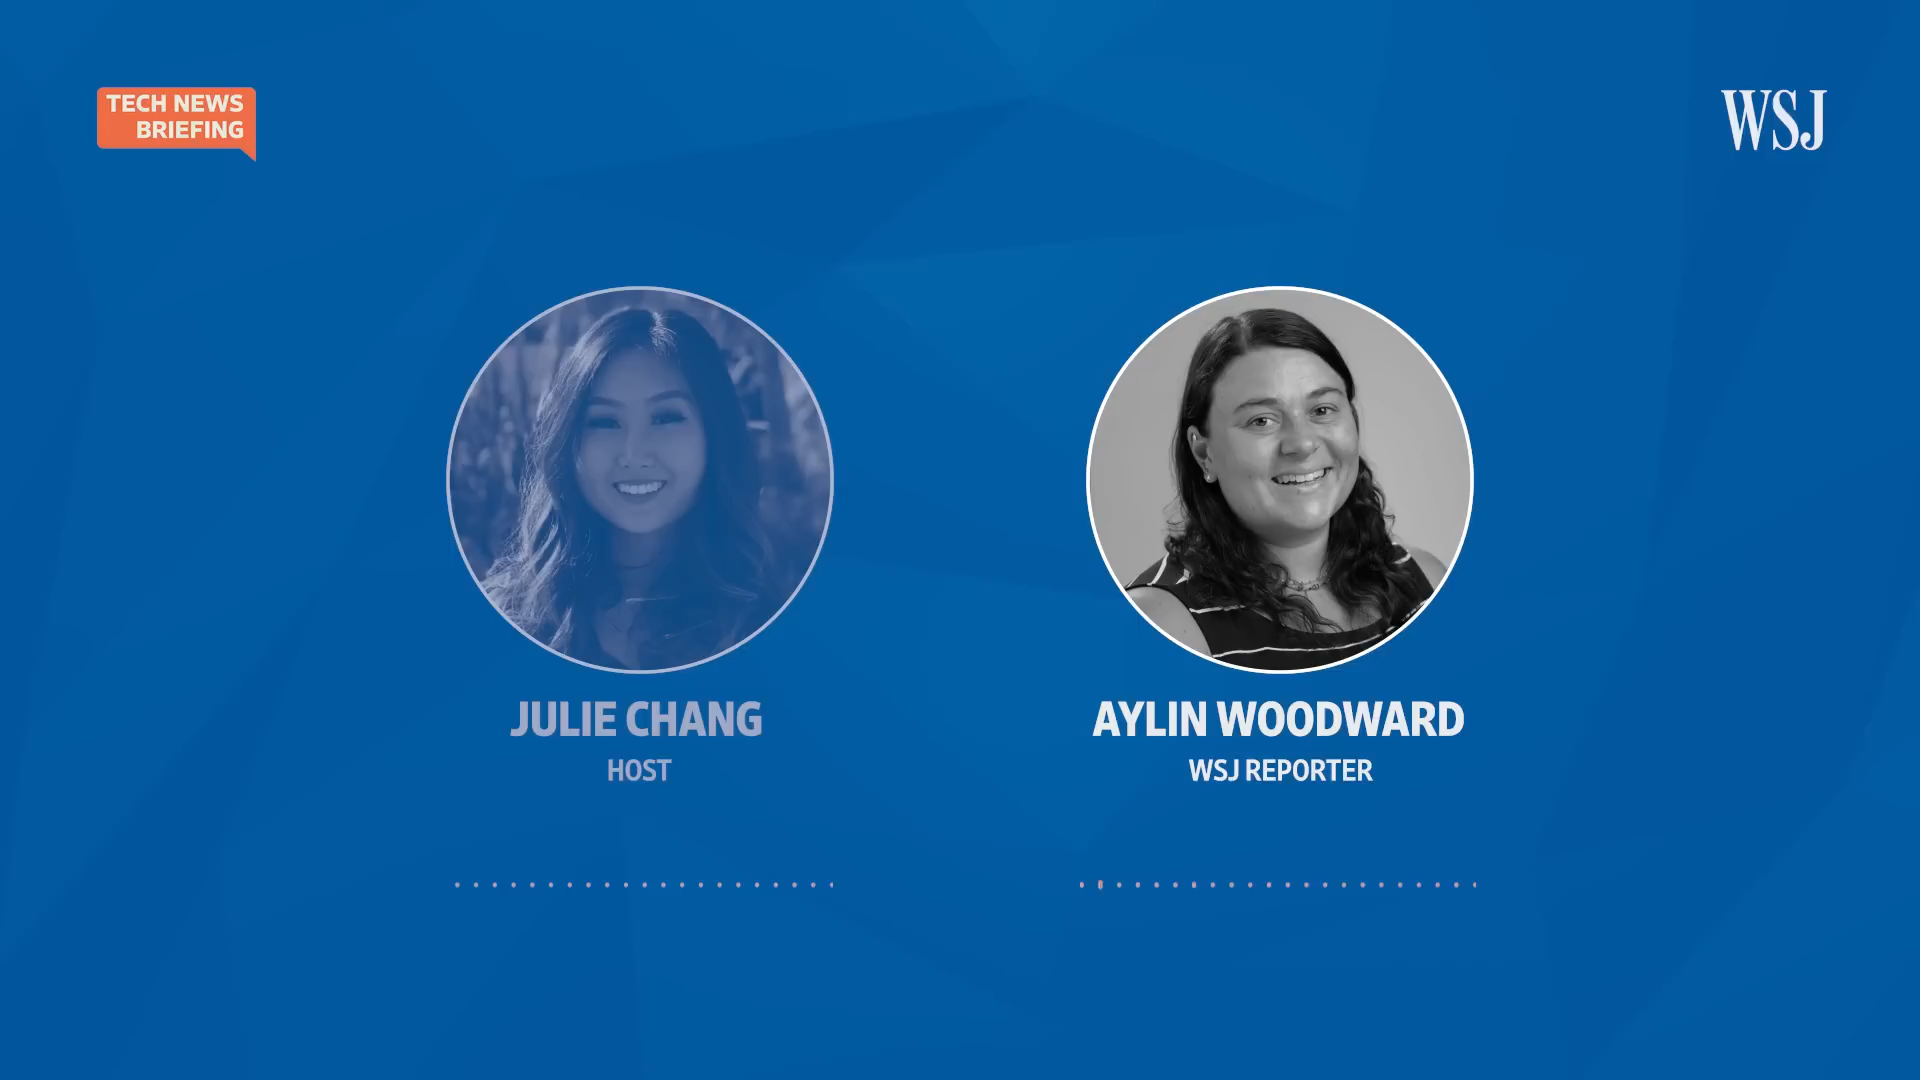 TECH NEWS
BRIEFING
WSJ
JULIE CHANG
HOST
AYLIN WOODWARD
WSJ REPORTER